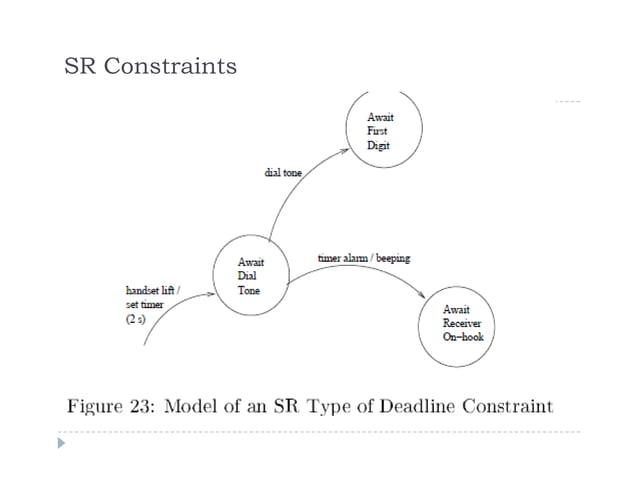 SR Constraints
Await
First
Digit
dial tone
Await
Dial
Tone
timer alarm / beeping
handset lift /
set timer
(2 s)
Await
Receiver
On-hook
Figure 23: Model of an SR Type of Deadline Constraint